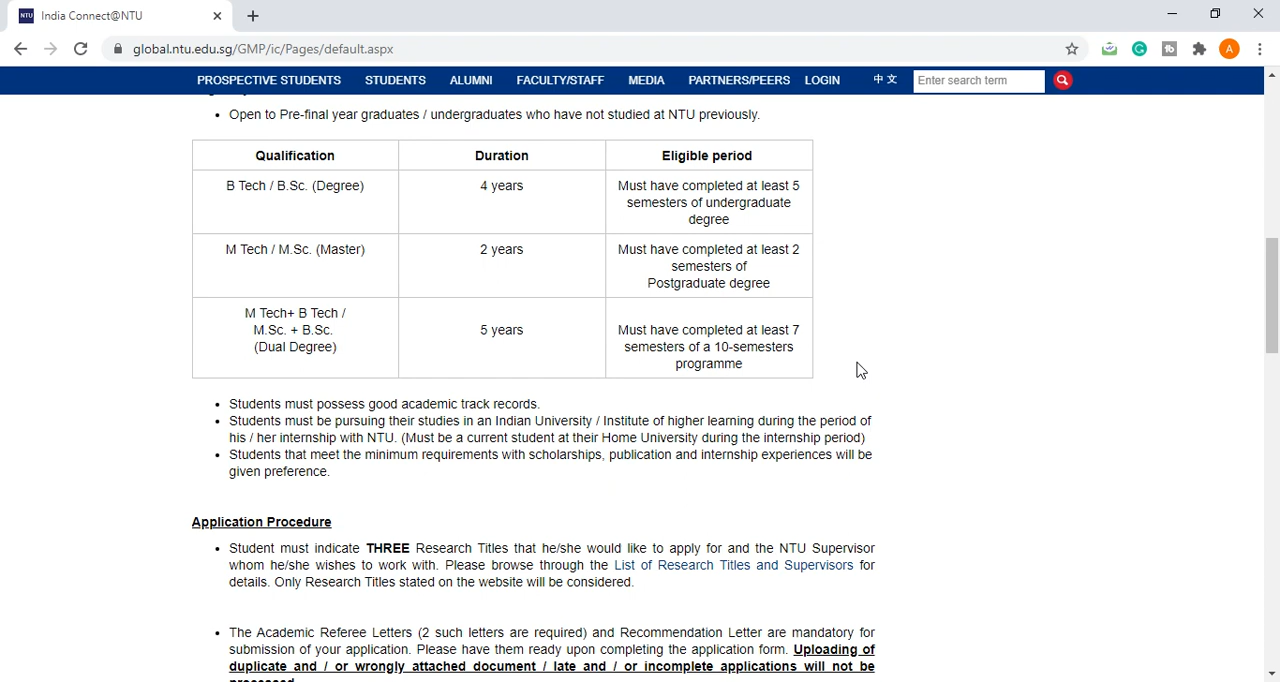 NTU India Connect@NTU
global.ntu.edu.sg/GMP/ic/Pages/default.aspx A
PROSPECTIVE STUDENTS STUDENTS ALUMNI FACULTY/STAFF MEDIA PARTNERS/PEERS LOGIN 中文 Enter search term
• Open to Pre-final year graduates / undergraduates who have not studied at NTU previously.
Qualification Duration Eligible period
B Tech / B.Sc. (Degree) 4 years Must have completed at least 5
semesters of undergraduate
degree
M Tech / M.Sc. (Master) 2 years Must have completed at least 2
semesters of
Postgraduate degree
M Tech+ B Tech /
M.Sc. + B.Sc. 5 years Must have completed at least 7
(Dual Degree) semesters of a 10-semesters
programme
• Students must possess good academic track records.
• Students must be pursuing their studies in an Indian University / Institute of higher learning during the period of
his / her internship with NTU. (Must be a current student at their Home University during the internship period)
• Students that meet the minimum requirements with scholarships, publication and internship experiences will be
given preference.
Application Procedure
• Student must indicate THREE Research Titles that he/she would like to apply for and the NTU Supervisor
whom he/she wishes to work with. Please browse through the List of Research Titles and Supervisors for
details. Only Research Titles stated on the website will be considered.
• The Academic Referee Letters (2 such letters are required) and Recommendation Letter are mandatory for
submission of your application. Please have them ready upon completing the application form. Uploading of
duplicate and / or wrongly attached document / late and / or incomplete applications will not be